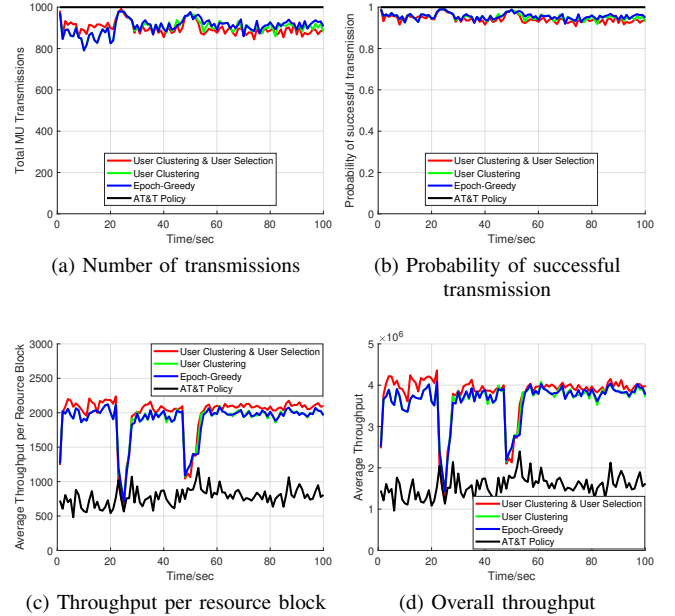 1000
800
600
400
200
0
Total MU Transmissions
User Clustering & User Selection
User Clustering
Epoch-Greedy
AT&T Policy
0 20 40 60 80 100
Time/sec
(a) Number of transmissions
1
0.8
0.6
0.4
0.2
0
Probability of successful transmission
User Clustering & User Selection
User Clustering
Epoch-Greedy
AT&T Policy
0 20 40 60 80 100
Time/sec
(b) Probability of successful
transmission
3000
2500
2000
1500
1000
500
0
Average Throughput per Resource Block
User Clustering & User Selection
User Clustering
Epoch-Greedy
AT&T Policy
0 20 40 60 80 100
Time/sec
(c) Throughput per resource block
5 ×10⁶
4
3
2
1
0
Average Throughput
User Clustering & User Selection
User Clustering
Epoch-Greedy
AT&T Policy
0 20 40 60 80 100
Time/sec
(d) Overall throughput